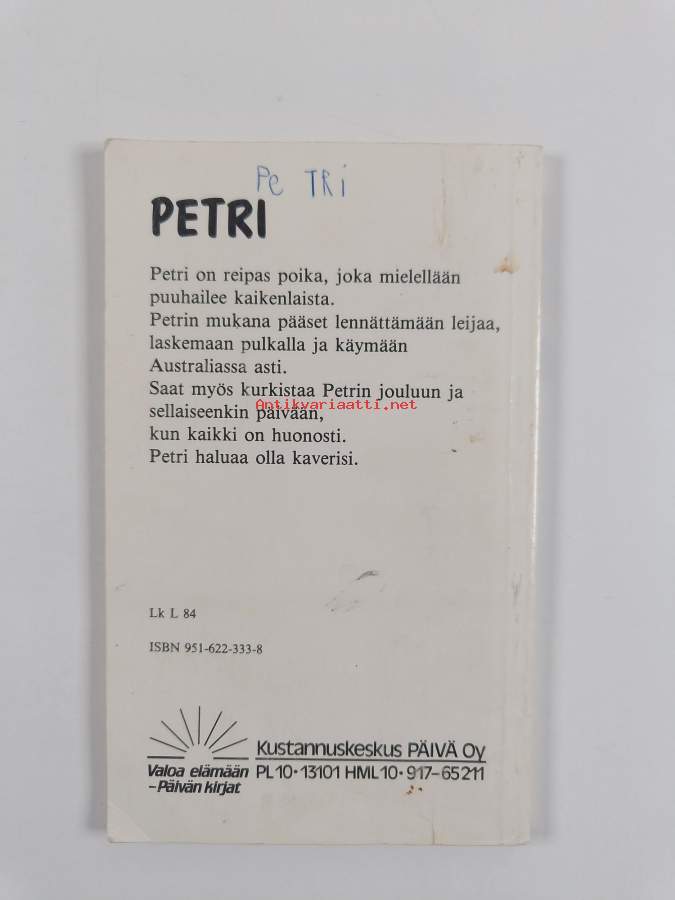 Pe TRi
PETRI
Petri on reipas poika, joka mielellään
puuhailee kaikenlaista.
Petrin mukana pääset lennättämään leijaa,
laskemaan pulkalla ja käymään
Australiassa asti.
Saat myös kurkistaa Petrin jouluun ja
Antikvariaatti.net
sellaiseenkin päivään,
kun kaikki on huonosti.
Petri haluaa olla kaverisi.
Lk L 84
ISBN 951-622-333-8
Valoa elämään
-Päivän kirjat
Kustannuskeskus PÄIVÄ Oy
PL 10 · 13101 HML 10 · 917-65 211